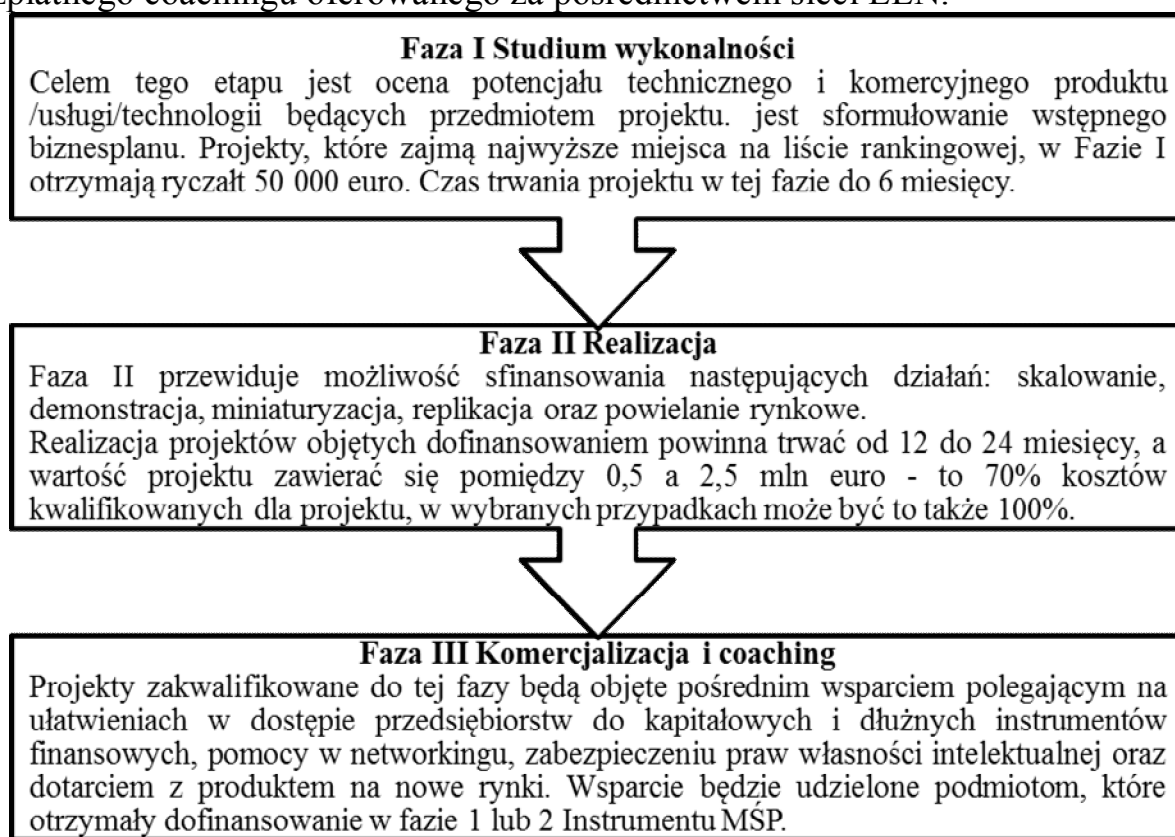 coachingu oferowanego za pośrednictwem sieci EEN.
Faza I Studium wykonalności
Celem tego etapu jest ocena potencjału technicznego i komercyjnego produktu
/usługi/technologii będących przedmiotem projektu. jest sformułowanie wstępnego
biznesplanu. Projekty, które zajmą najwyższe miejsca na liście rankingowej, w Fazie I
otrzymają ryczałt 50 000 euro. Czas trwania projektu w tej fazie do 6 miesięcy.
Faza II Realizacja
Faza II przewiduje możliwość sfinansowania następujących działań: skalowanie,
demonstracja, miniaturyzacja, replikacja oraz powielanie rynkowe.
Realizacja projektów objętych dofinansowaniem powinna trwać od 12 do 24 miesięcy, a
wartość projektu zawierać się pomiędzy 0,5 a 2,5 mln euro - to 70% kosztów
kwalifikowanych dla projektu, w wybranych przypadkach może być to także 100%.
Faza III Komercjalizacja i coaching
Projekty zakwalifikowane do tej fazy będą objęte pośrednim wsparciem polegającym na
ułatwieniach w dostępie przedsiębiorstw do kapitałowych i dłużnych instrumentów
finansowych, pomocy w networkingu, zabezpieczeniu praw własności intelektualnej oraz
dotarciem z produktem na nowe rynki. Wsparcie będzie udzielone podmiotom, które
otrzymały dofinansowanie w fazie 1 lub 2 Instrumentu MŚP.